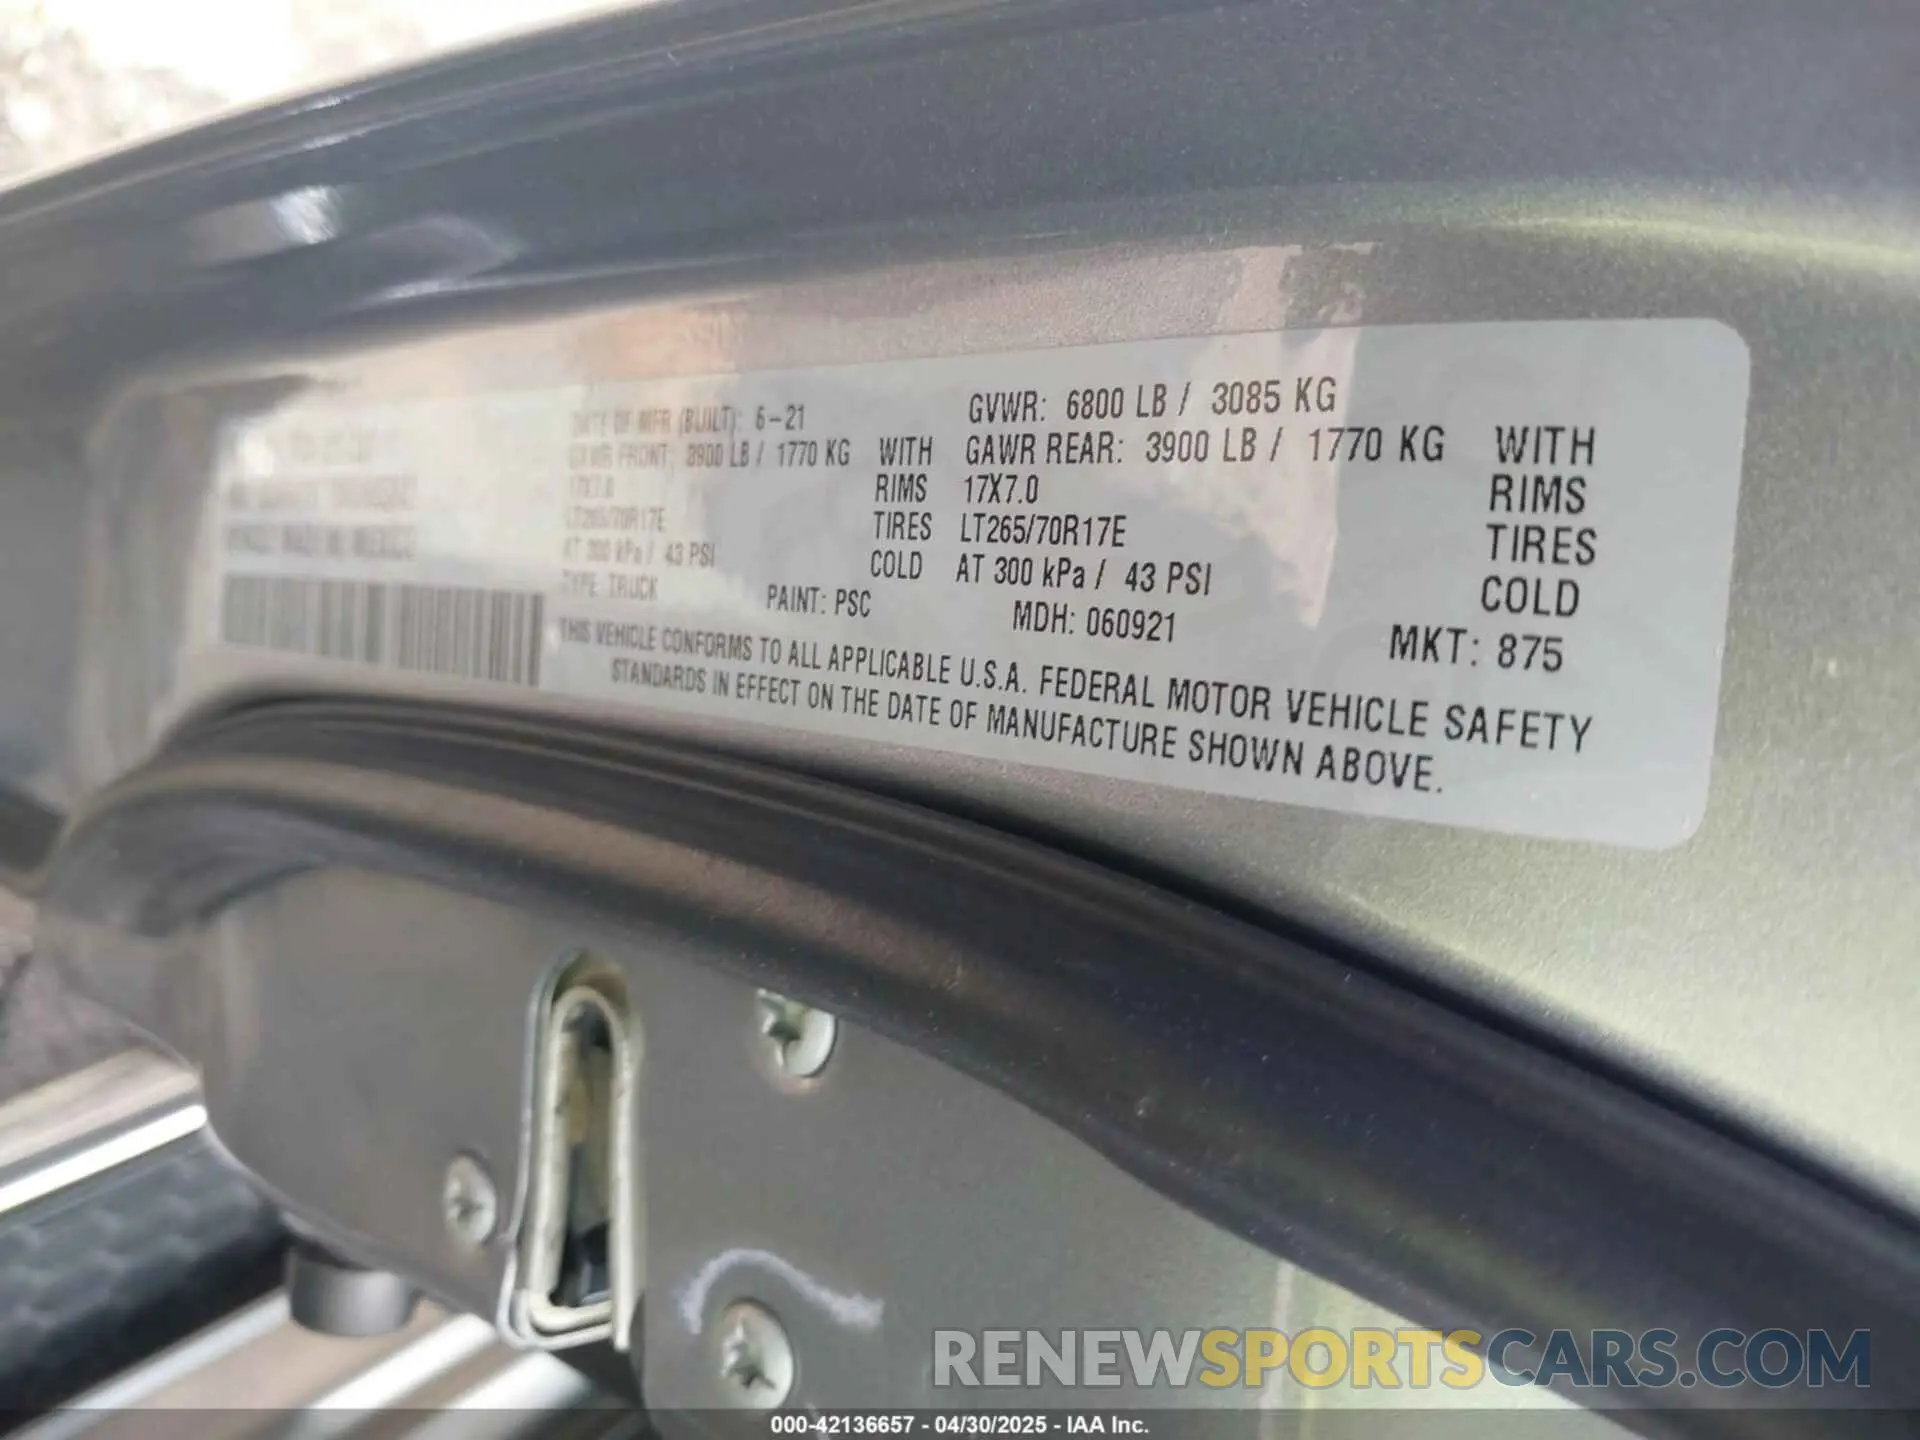 DATE OF MFR (BUILT): 6-21 GVWR: 6800 LB / 3085 KG
GAWR FRONT: 3900 LB / 1770 KG WITH GAWR REAR: 3900 LB / 1770 KG WITH
17X7.0 RIMS 17X7.0 RIMS
LT265/70R17E TIRES LT265/70R17E TIRES
AT 300 kPa / 43 PSI COLD AT 300 kPa / 43 PSI COLD
TYPE: TRUCK PAINT: PSC MDH: 060921 MKT: 875
THIS VEHICLE CONFORMS TO ALL APPLICABLE U.S.A. FEDERAL MOTOR VEHICLE SAFETY
STANDARDS IN EFFECT ON THE DATE OF MANUFACTURE SHOWN ABOVE.
RENEWSPORTSCARS.COM
000-42136657 - 04/30/2025 - IAA Inc.